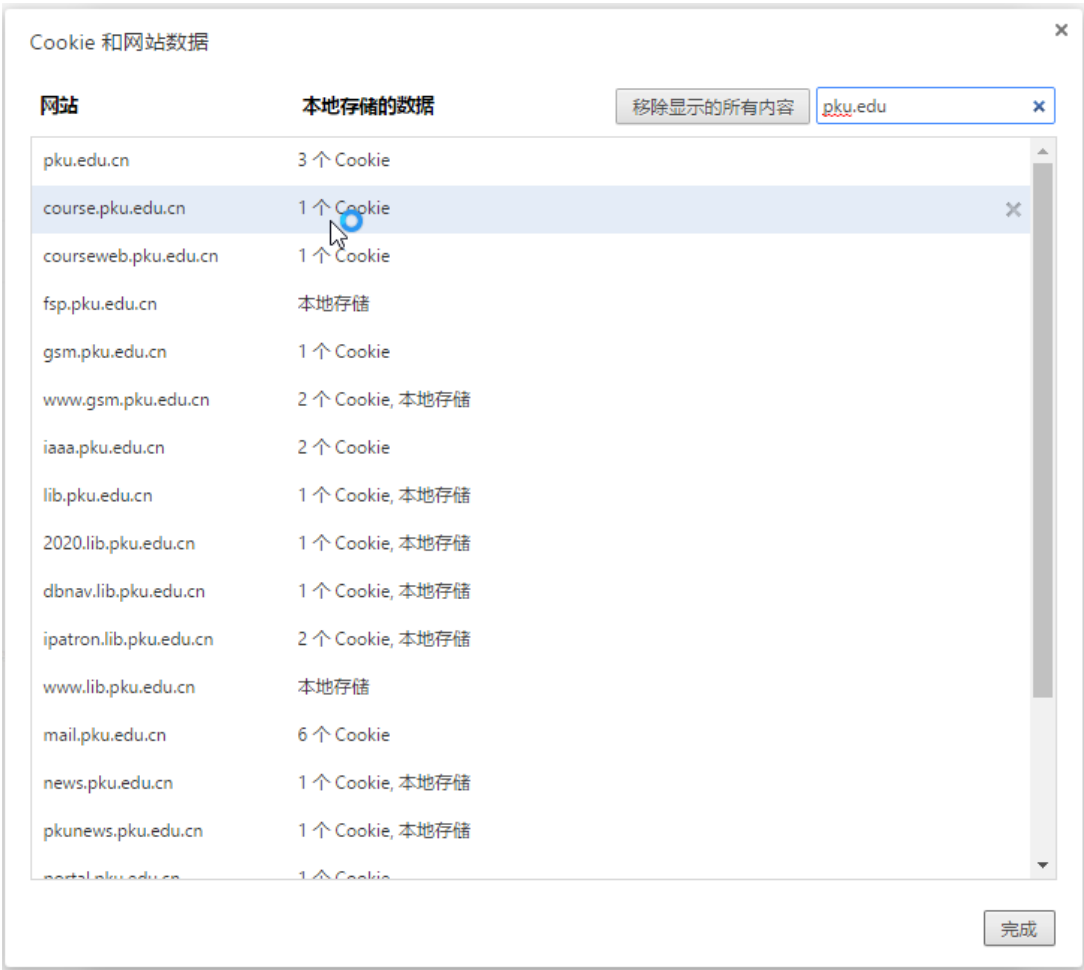 Cookie 和网站数据
网站 本地存储的数据 移除显示的所有内容 pku.edu
pku.edu.cn 3 个 Cookie
course.pku.edu.cn 1 个 Cookie
courseweb.pku.edu.cn 1 个 Cookie
fsp.pku.edu.cn 本地存储
gsm.pku.edu.cn 1 个 Cookie
www.gsm.pku.edu.cn 2 个 Cookie, 本地存储
iaaa.pku.edu.cn 2 个 Cookie
lib.pku.edu.cn 1 个 Cookie, 本地存储
2020.lib.pku.edu.cn 1 个 Cookie, 本地存储
dbnav.lib.pku.edu.cn 1 个 Cookie, 本地存储
ipatron.lib.pku.edu.cn 2 个 Cookie, 本地存储
www.lib.pku.edu.cn 本地存储
mail.pku.edu.cn 6 个 Cookie
news.pku.edu.cn 1 个 Cookie, 本地存储
pkunews.pku.edu.cn 1 个 Cookie, 本地存储
portal.pku.edu.cn 1 个 Cookie
完成